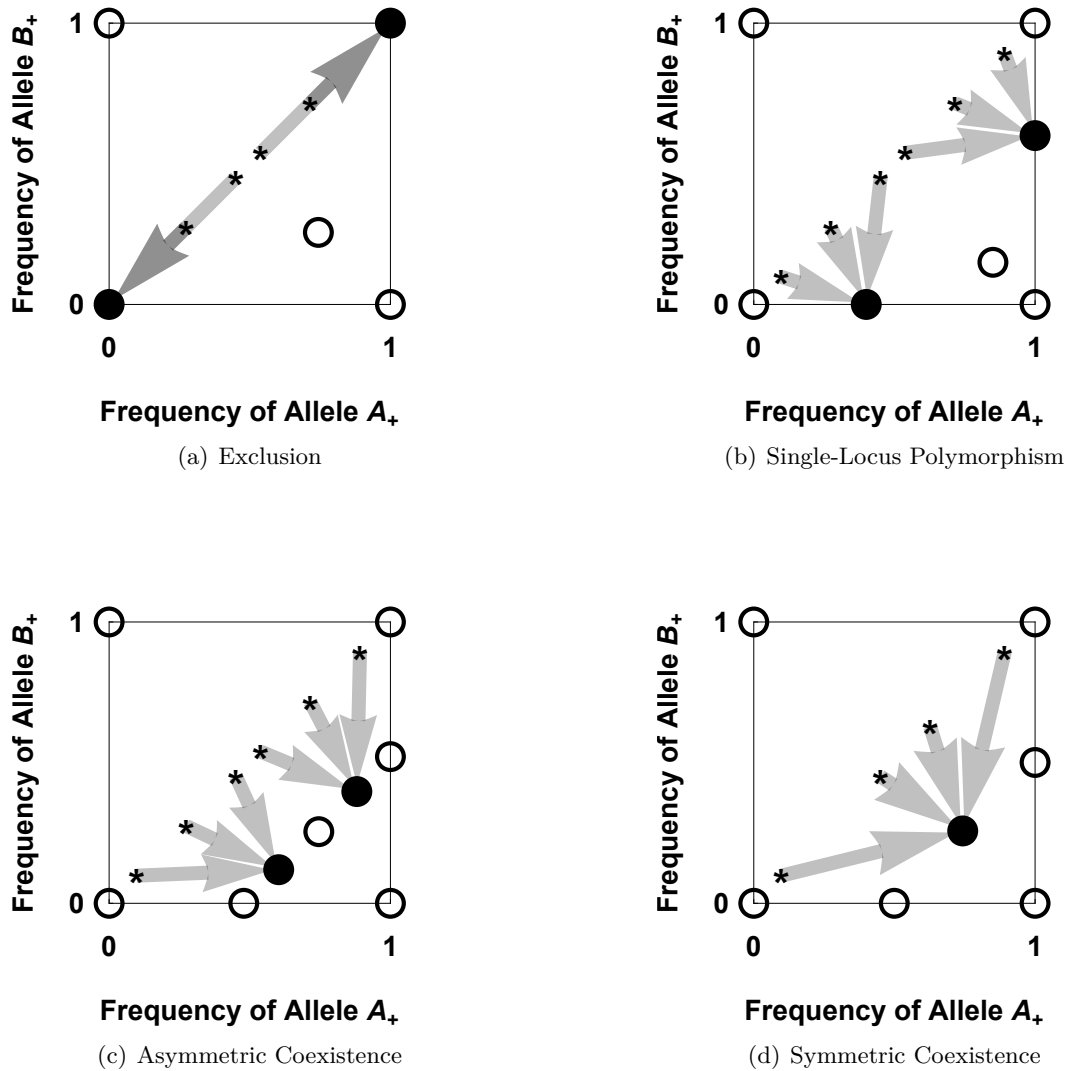 1
Frequency of Allele B₊
0
0 1
Frequency of Allele A₊
(a) Exclusion
1
Frequency of Allele B₊
0
0 1
Frequency of Allele A₊
(b) Single-Locus Polymorphism
1
Frequency of Allele B₊
0
0 1
Frequency of Allele A₊
(c) Asymmetric Coexistence
1
Frequency of Allele B₊
0
0 1
Frequency of Allele A₊
(d) Symmetric Coexistence